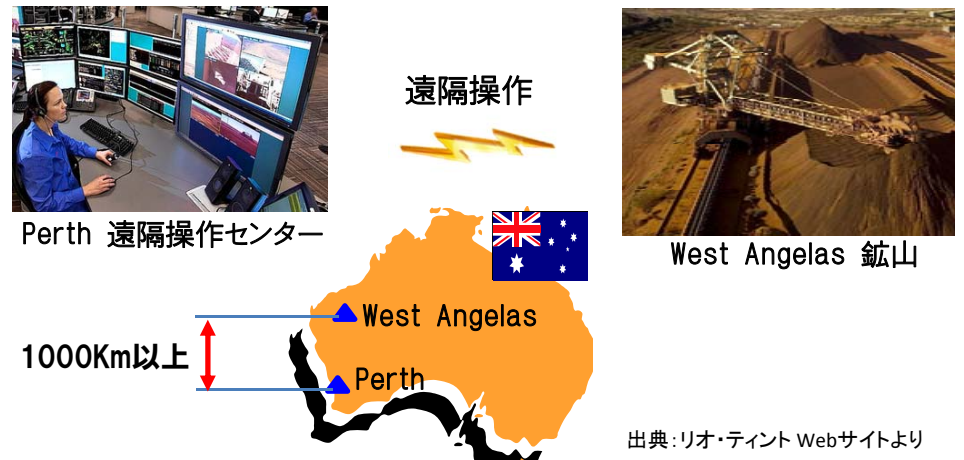 遠隔操作
Perth 遠隔操作センター
West Angelas 鉱山
West Angelas
1000Km以上
Perth
出典：リオ・ティント Webサイトより